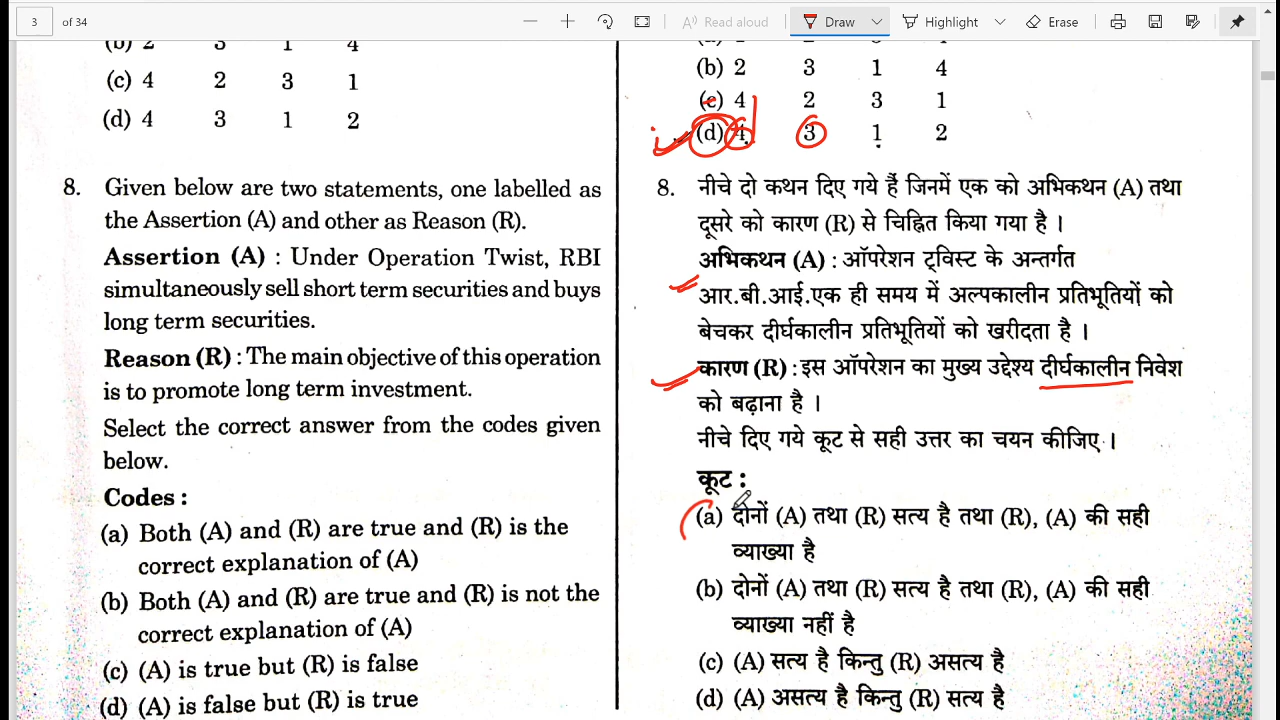 3 of 34 Read aloud Draw Highlight Erase
(b) 2 3 1 4
(c) 4 2 3 1
(d) 4 3 1 2
8. Given below are two statements, one labelled as
the Assertion (A) and other as Reason (R).
Assertion (A) : Under Operation Twist, RBI
simultaneously sell short term securities and buys
long term securities.
Reason (R) : The main objective of this operation
is to promote long term investment.
Select the correct answer from the codes given
below.
Codes :
(a) Both (A) and (R) are true and (R) is the
correct explanation of (A)
(b) Both (A) and (R) are true and (R) is not the
correct explanation of (A)
(c) (A) is true but (R) is false
(d) (A) is false but (R) is true
(b) 2 3 1 4
(c) 4 2 3 1
(d) 4 3 1 2
8. नीचे दो कथन दिए गये हैं जिनमें एक को अभिकथन (A) तथा
दूसरे को कारण (R) से चिह्नित किया गया है ।
अभिकथन (A) : ऑपरेशन ट्विस्ट के अन्तर्गत
आर.बी.आई.एक ही समय में अल्पकालीन प्रतिभूतियों को
बेचकर दीर्घकालीन प्रतिभूतियों को खरीदता है ।
कारण (R) : इस ऑपरेशन का मुख्य उद्देश्य दीर्घकालीन निवेश
को बढ़ाना है ।
नीचे दिए गये कूट से सही उत्तर का चयन कीजिए ।
कूट :
(a) दोनों (A) तथा (R) सत्य है तथा (R), (A) की सही
व्याख्या है
(b) दोनों (A) तथा (R) सत्य है तथा (R), (A) की सही
व्याख्या नहीं है
(c) (A) सत्य है किन्तु (R) असत्य है
(d) (A) असत्य है किन्तु (R) सत्य है